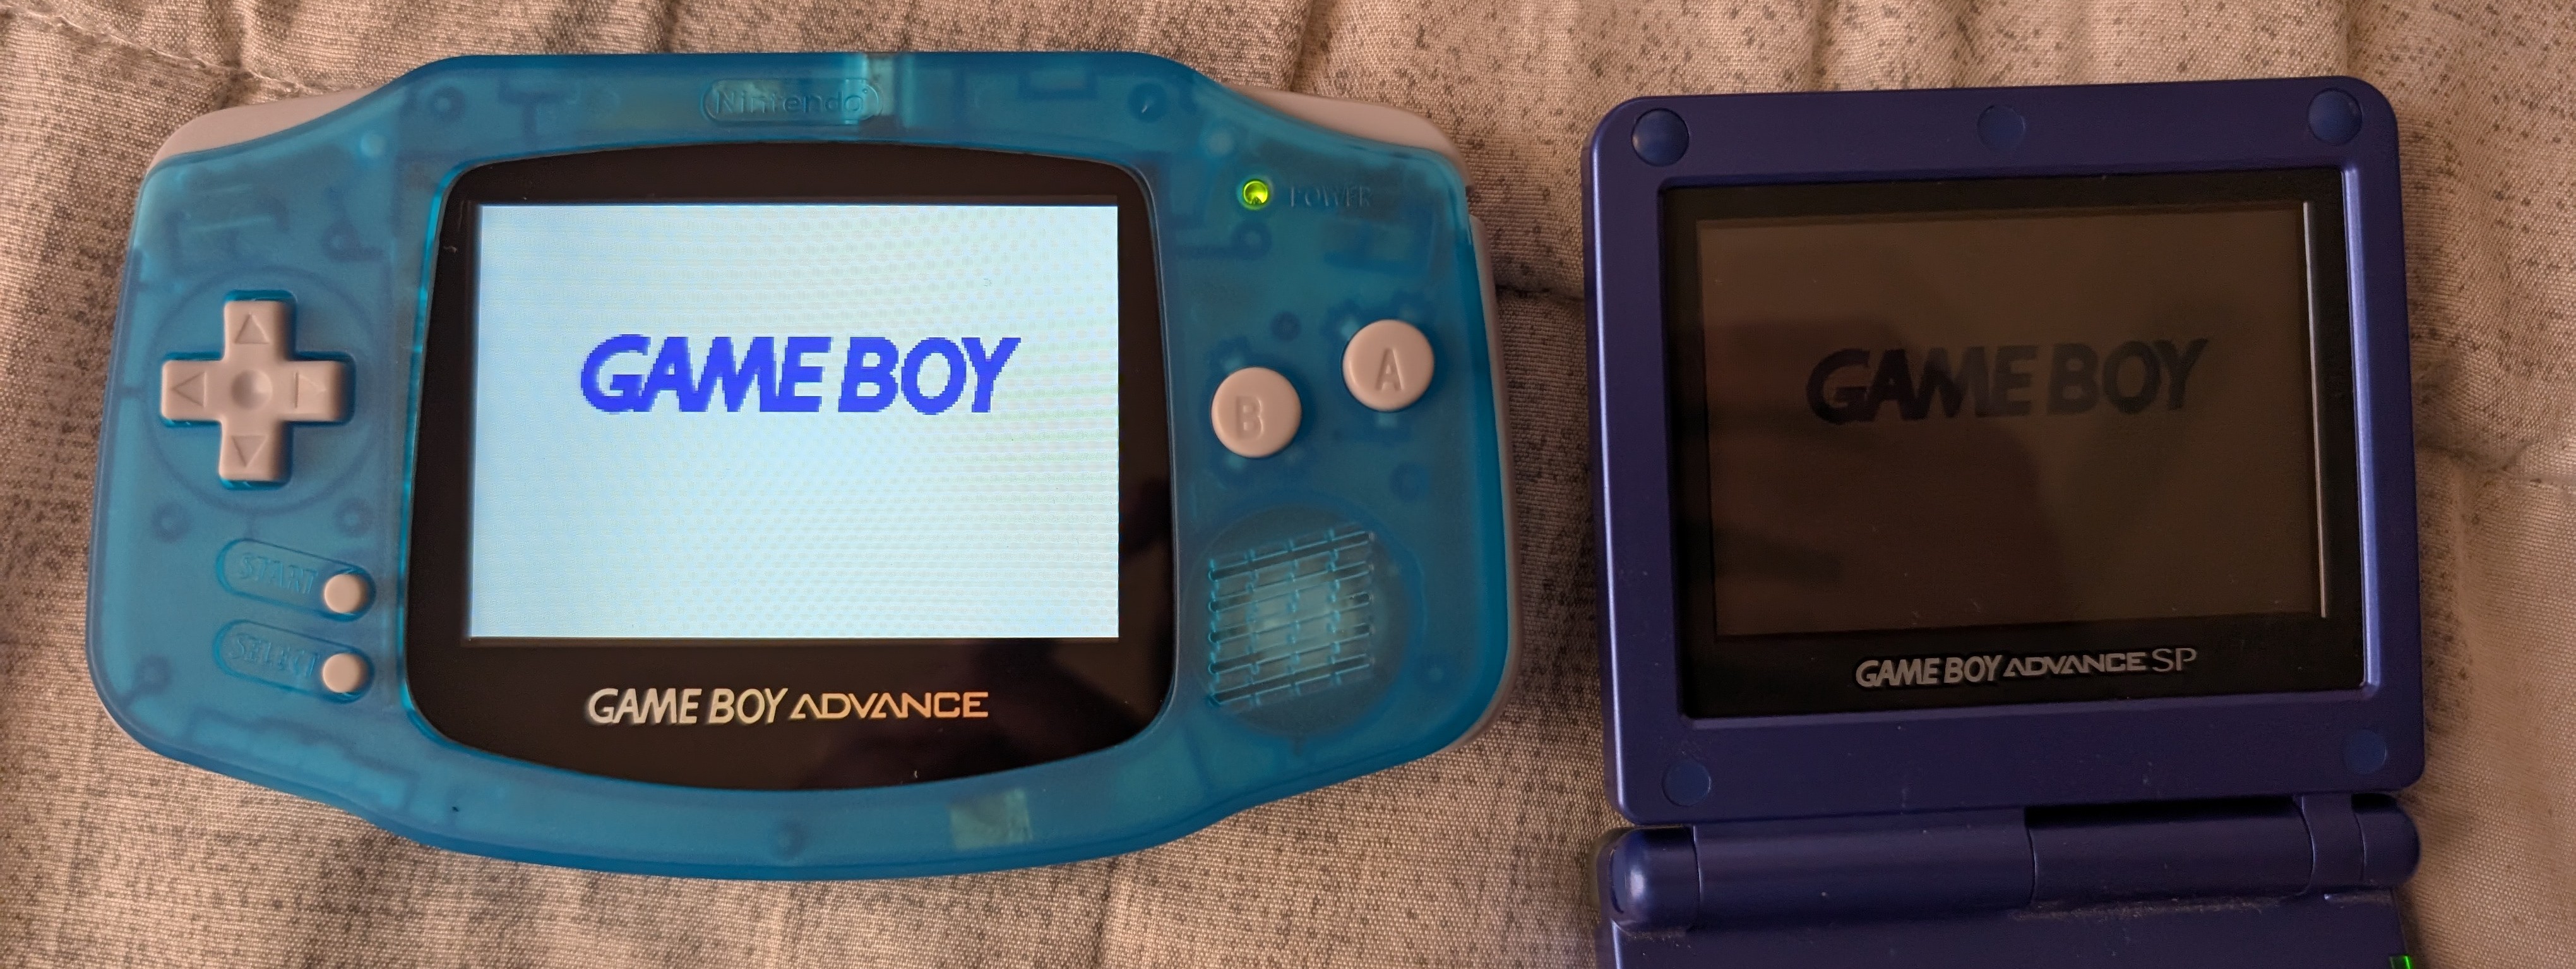 Nintendo
POWER
GAME BOY
A
B
START
SELECT
GAME BOY ADVANCE
GAME BOY
GAME BOY ADVANCE SP